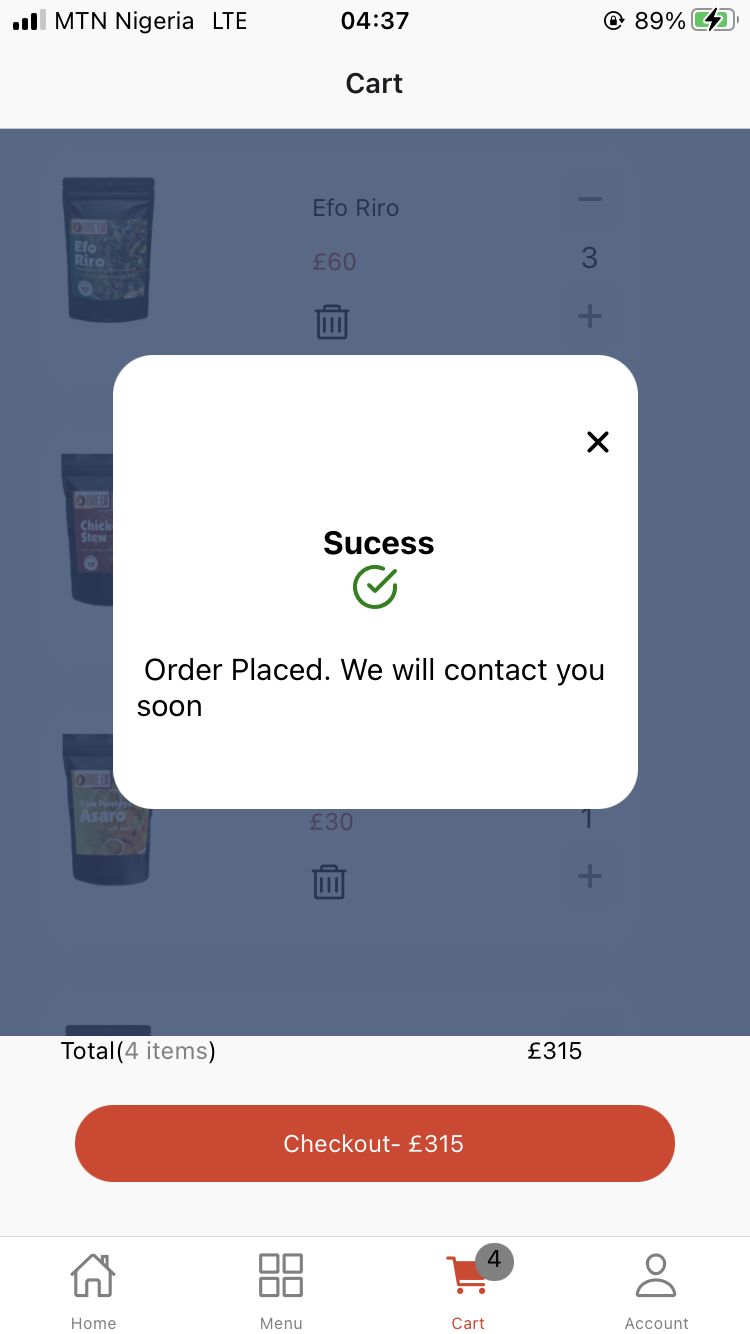 MTN Nigeria LTE 04:37 89%
Cart
Efo Riro
£60
3
Efo
Riro
Chick
Stew
Asaro
£30
1
Sucess
Order Placed. We will contact you
soon
Total(4 items) £315
Checkout- £315
4
Home Menu Cart Account